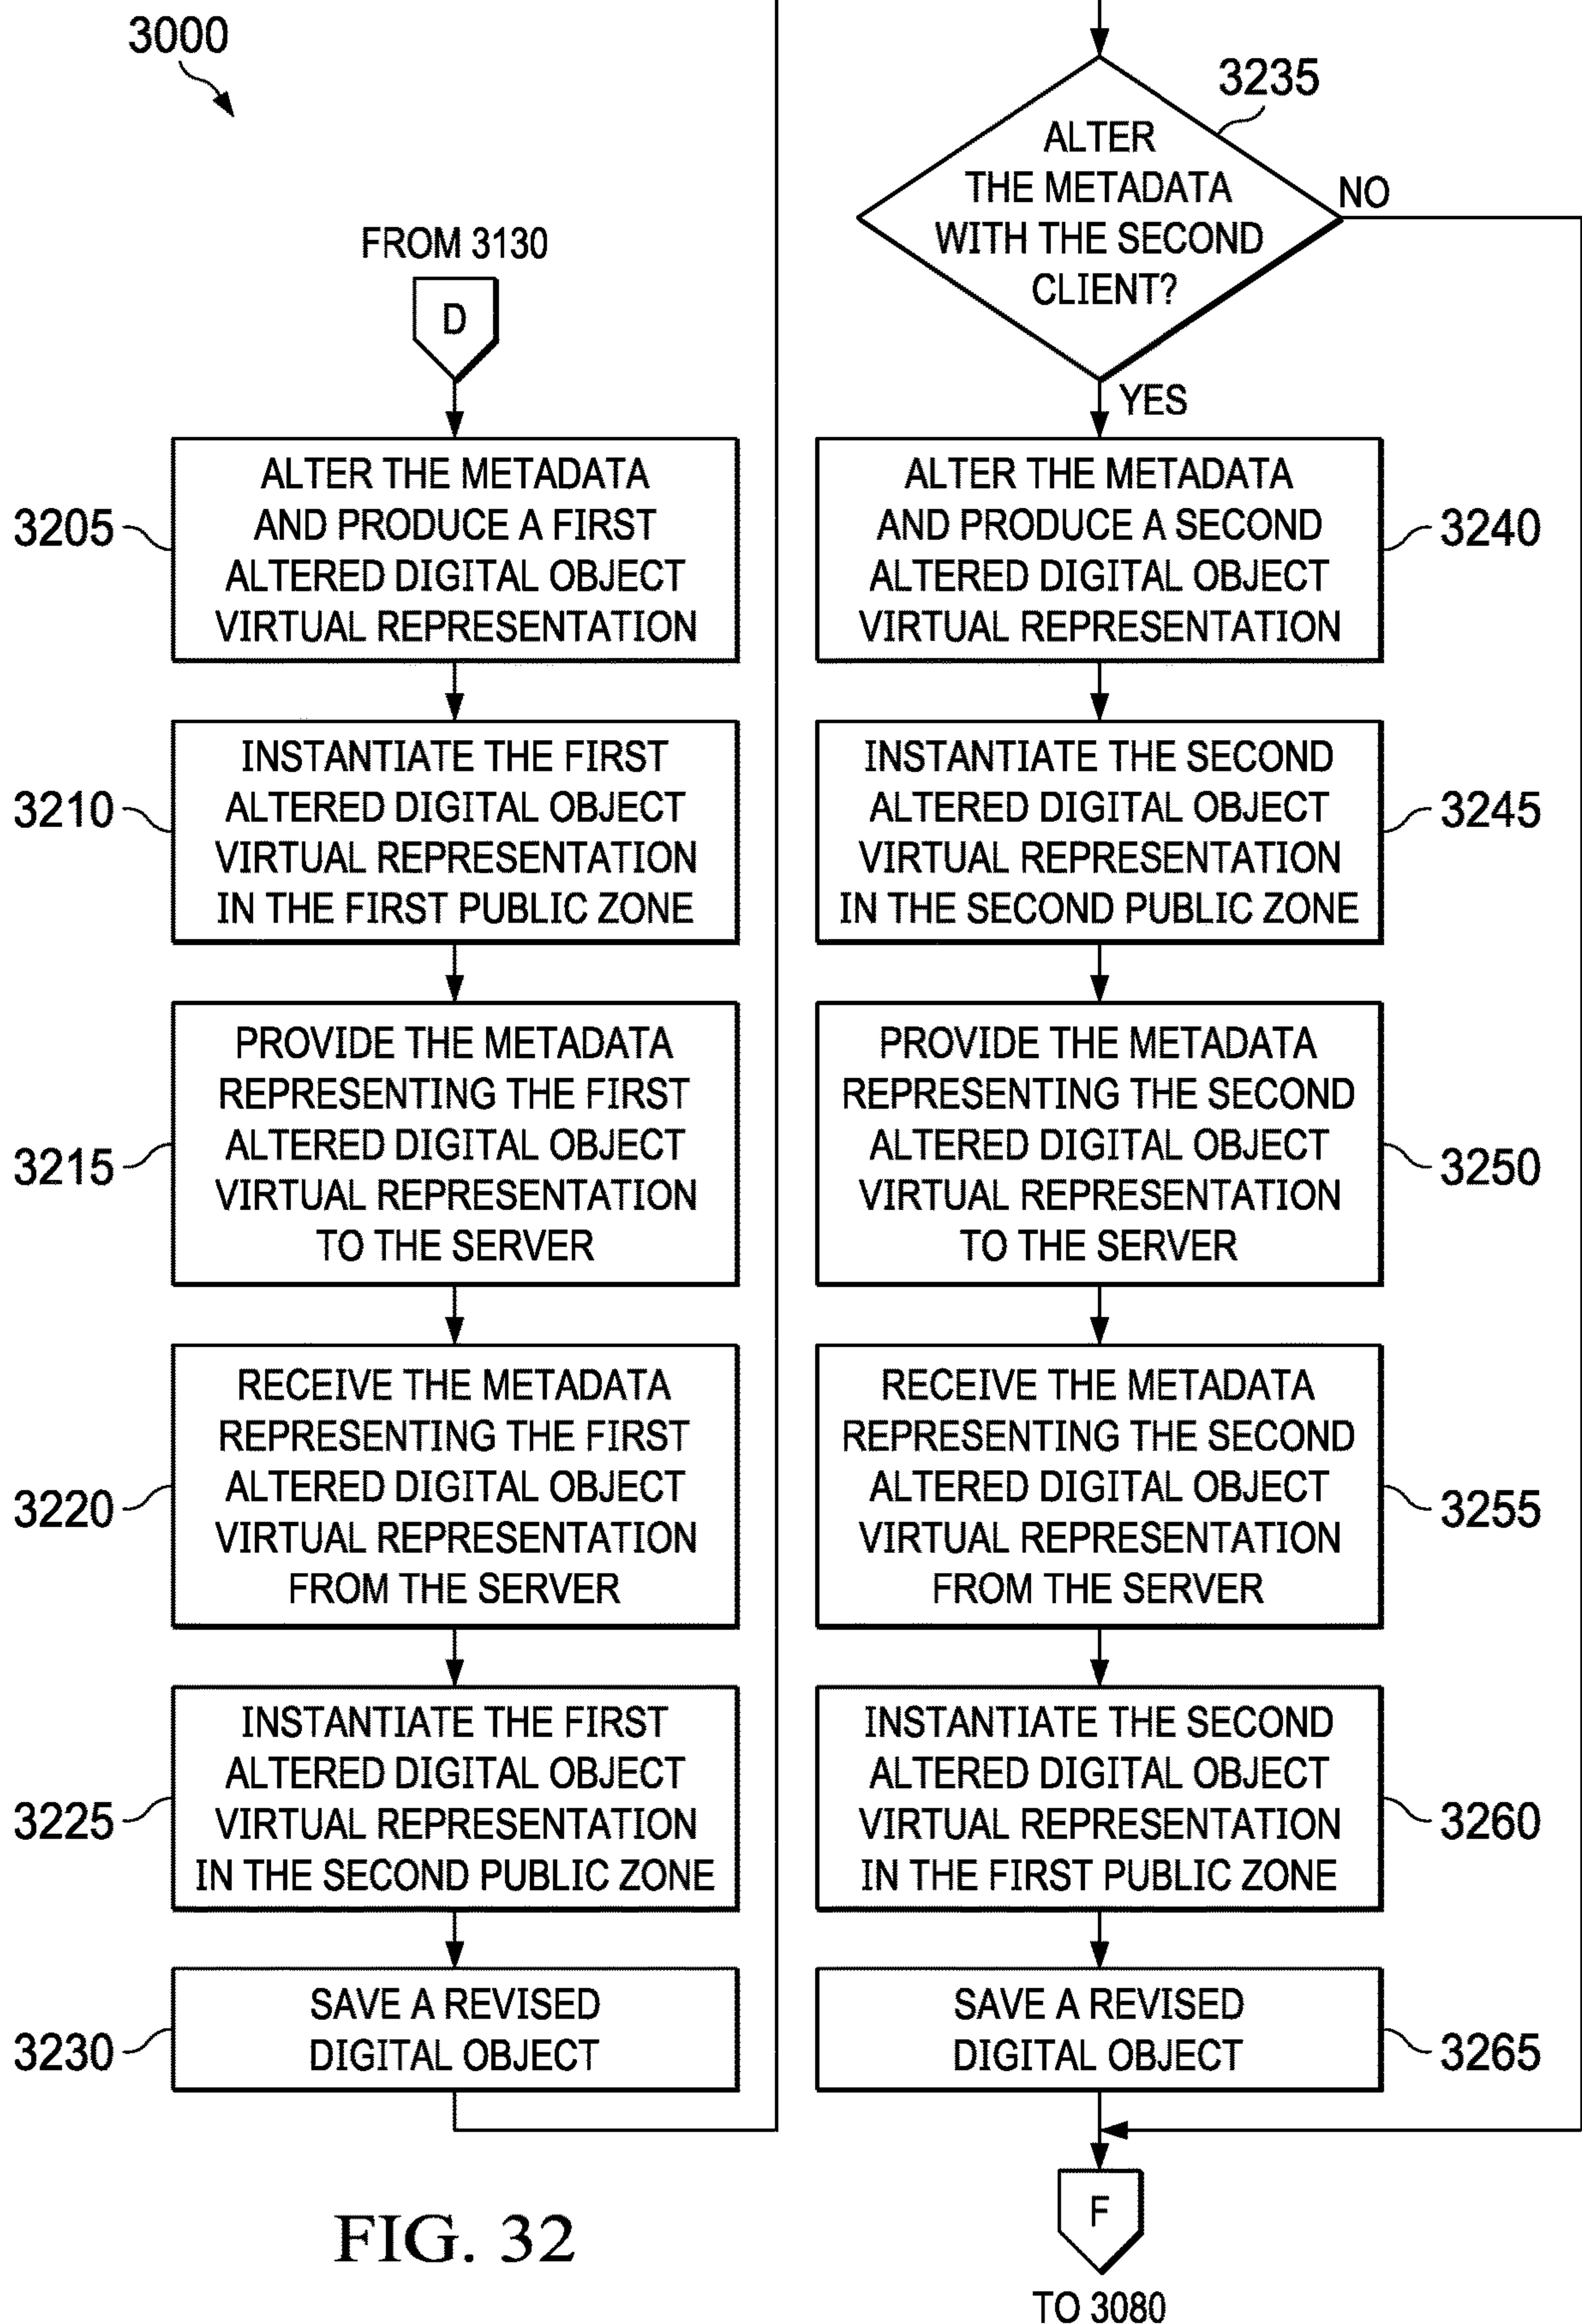 3000
FROM 3130
D
3205
ALTER THE METADATA
AND PRODUCE A FIRST
ALTERED DIGITAL OBJECT
VIRTUAL REPRESENTATION
3210
INSTANTIATE THE FIRST
ALTERED DIGITAL OBJECT
VIRTUAL REPRESENTATION
IN THE FIRST PUBLIC ZONE
3215
PROVIDE THE METADATA
REPRESENTING THE FIRST
ALTERED DIGITAL OBJECT
VIRTUAL REPRESENTATION
TO THE SERVER
3220
RECEIVE THE METADATA
REPRESENTING THE FIRST
ALTERED DIGITAL OBJECT
VIRTUAL REPRESENTATION
FROM THE SERVER
3225
INSTANTIATE THE FIRST
ALTERED DIGITAL OBJECT
VIRTUAL REPRESENTATION
IN THE SECOND PUBLIC ZONE
3230
SAVE A REVISED
DIGITAL OBJECT
3235
ALTER
THE METADATA
WITH THE SECOND
CLIENT?
NO
YES
ALTER THE METADATA
AND PRODUCE A SECOND
ALTERED DIGITAL OBJECT
VIRTUAL REPRESENTATION
3240
INSTANTIATE THE SECOND
ALTERED DIGITAL OBJECT
VIRTUAL REPRESENTATION
IN THE SECOND PUBLIC ZONE
3245
PROVIDE THE METADATA
REPRESENTING THE SECOND
ALTERED DIGITAL OBJECT
VIRTUAL REPRESENTATION
TO THE SERVER
3250
RECEIVE THE METADATA
REPRESENTING THE SECOND
ALTERED DIGITAL OBJECT
VIRTUAL REPRESENTATION
FROM THE SERVER
3255
INSTANTIATE THE SECOND
ALTERED DIGITAL OBJECT
VIRTUAL REPRESENTATION
IN THE FIRST PUBLIC ZONE
3260
SAVE A REVISED
DIGITAL OBJECT
3265
F
TO 3080
FIG. 32